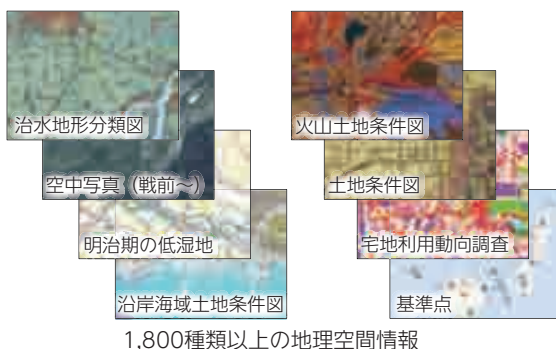 治水地形分類図
空中写真（戦前～）
明治期の低湿地
沿岸海域土地条件図
火山土地条件図
土地条件図
宅地利用動向調査
基準点
1,800種類以上の地理空間情報